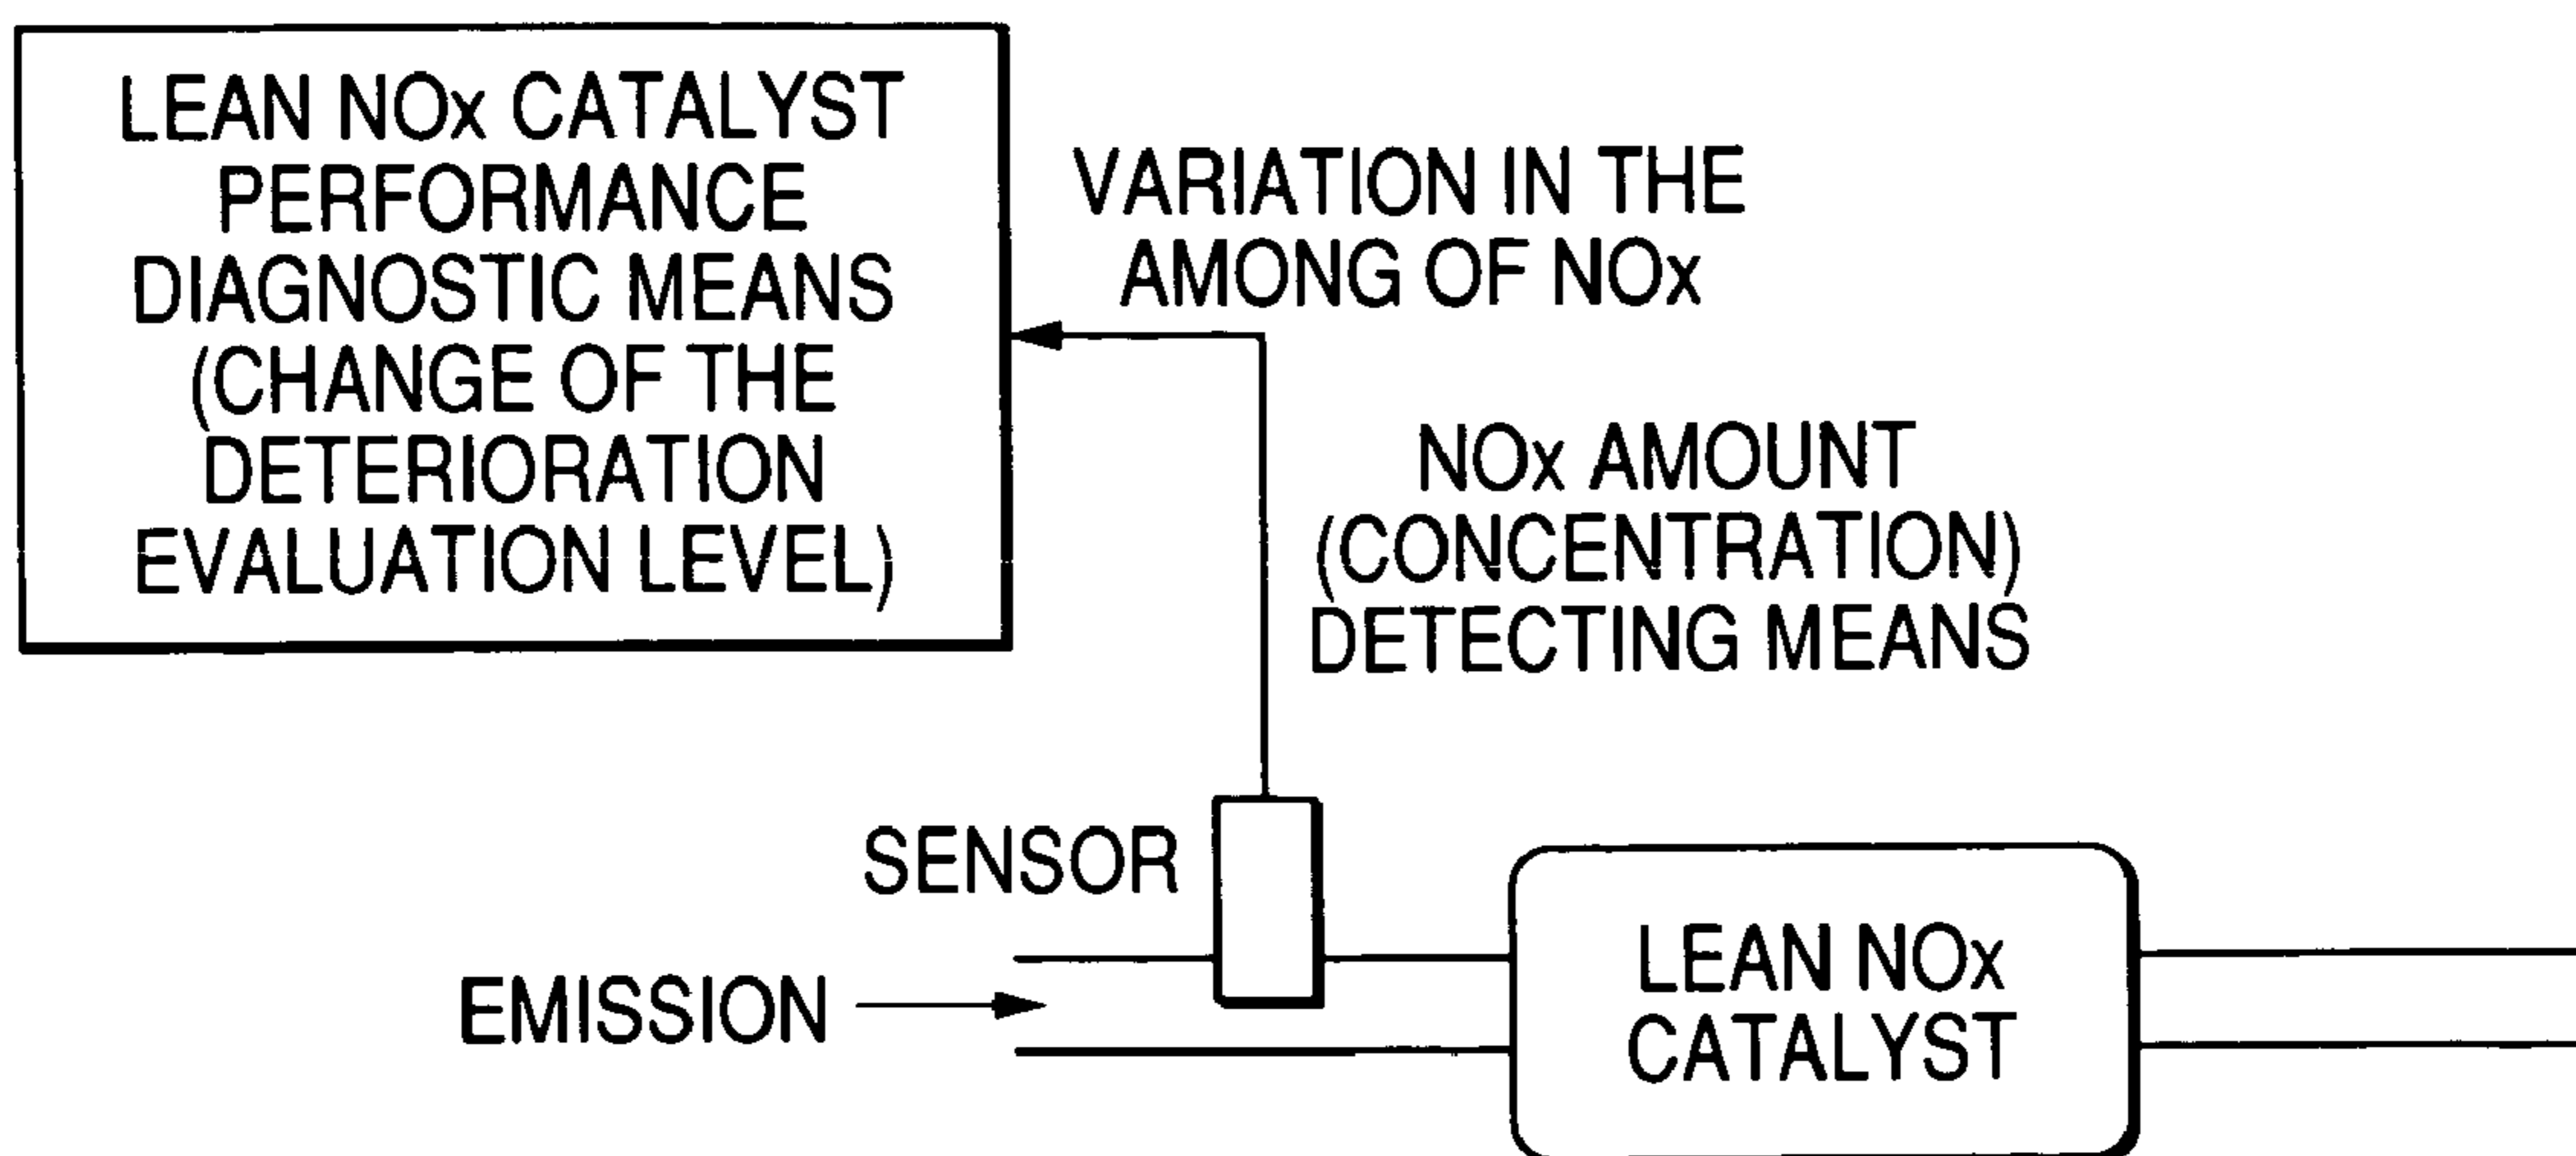 LEAN NOx CATALYST
PERFORMANCE
DIAGNOSTIC MEANS
(CHANGE OF THE
DETERIORATION
EVALUATION LEVEL)
VARIATION IN THE
AMONG OF NOx
NOx AMOUNT
(CONCENTRATION)
DETECTING MEANS
SENSOR
EMISSION
LEAN NOx
CATALYST